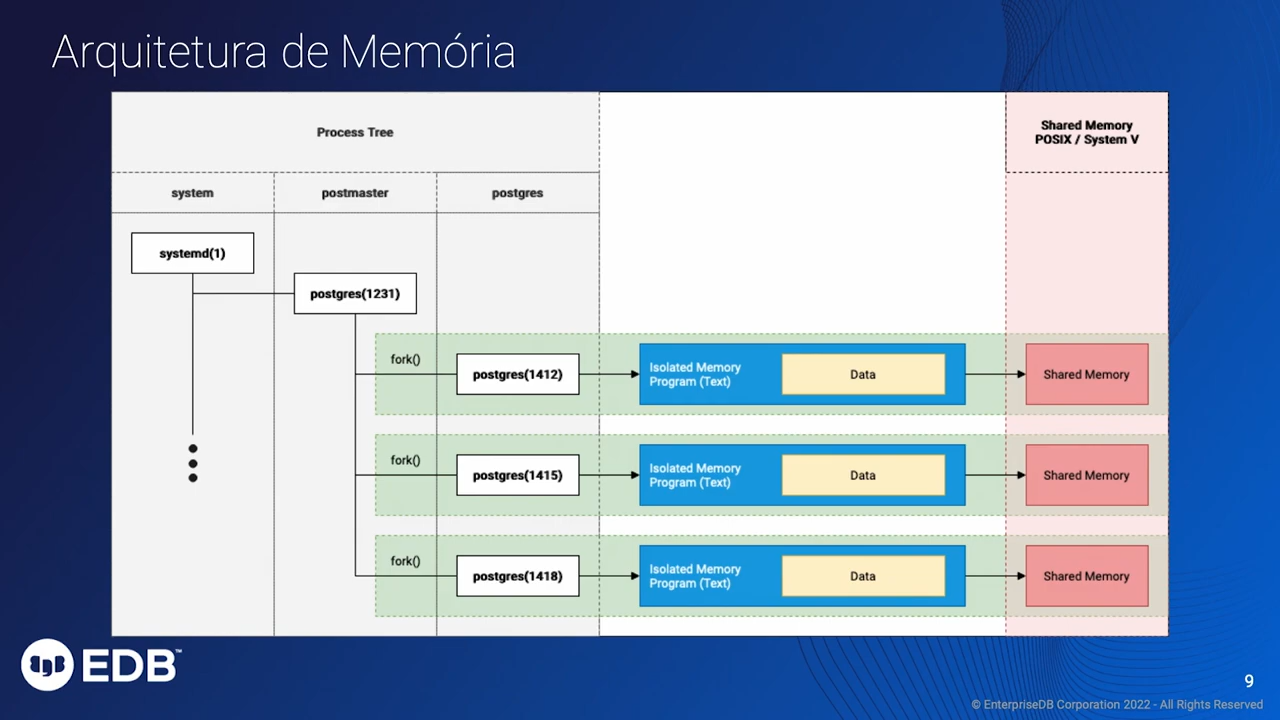 Arquitetura de Memória
Process Tree
Shared Memory
POSIX / System V
system
postmaster
postgres
systemd(1)
postgres(1231)
fork()
postgres(1412)
Isolated Memory
Program (Text)
Data
Shared Memory
fork()
postgres(1415)
Isolated Memory
Program (Text)
Data
Shared Memory
fork()
postgres(1418)
Isolated Memory
Program (Text)
Data
Shared Memory
EDB™
9
© EnterpriseDB Corporation 2022 - All Rights Reserved